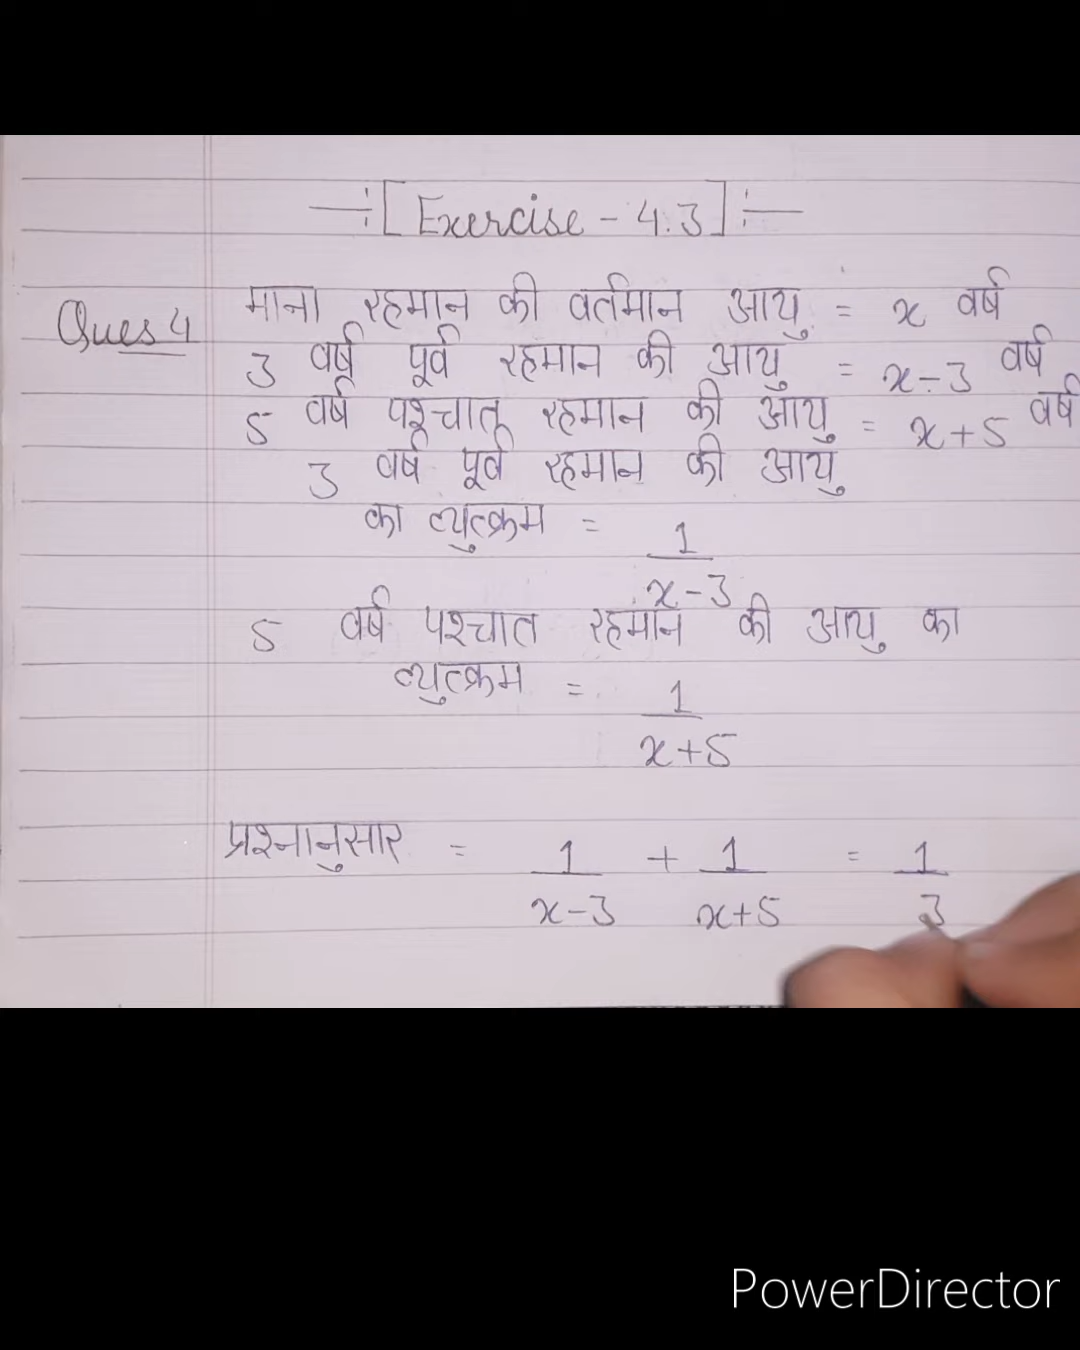 ÷[ Exercise - 4.3 ]÷
Ques 4 माना रहमान की वर्तमान आयु = x वर्ष
3 वर्ष पूर्व रहमान की आयु = x-3 वर्ष
5 वर्ष पश्चात् रहमान की आयु = x+5 वर्ष
3 वर्ष पूर्व रहमान की आयु
का व्युत्क्रम = 1/x-3
5 वर्ष पश्चात रहमान की आयु का
व्युत्क्रम = 1/x+5
प्रश्नानुसार = 1/x-3 + 1/x+5 = 1/3
PowerDirector